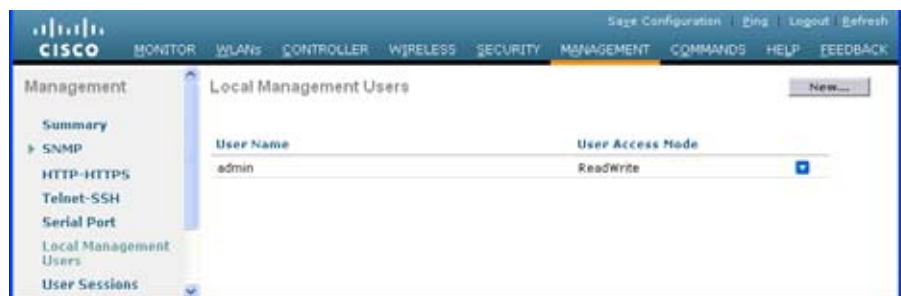 Save Configuration Ping Logout Refresh
CISCO MONITOR WLANs CONTROLLER WIRELESS SECURITY MANAGEMENT COMMANDS HELP FEEDBACK
Management
Summary
SNMP
HTTP-HTTPS
Telnet-SSH
Serial Port
Local Management
Users
User Sessions
Local Management Users
New...
User Name User Access Mode
admin ReadWrite